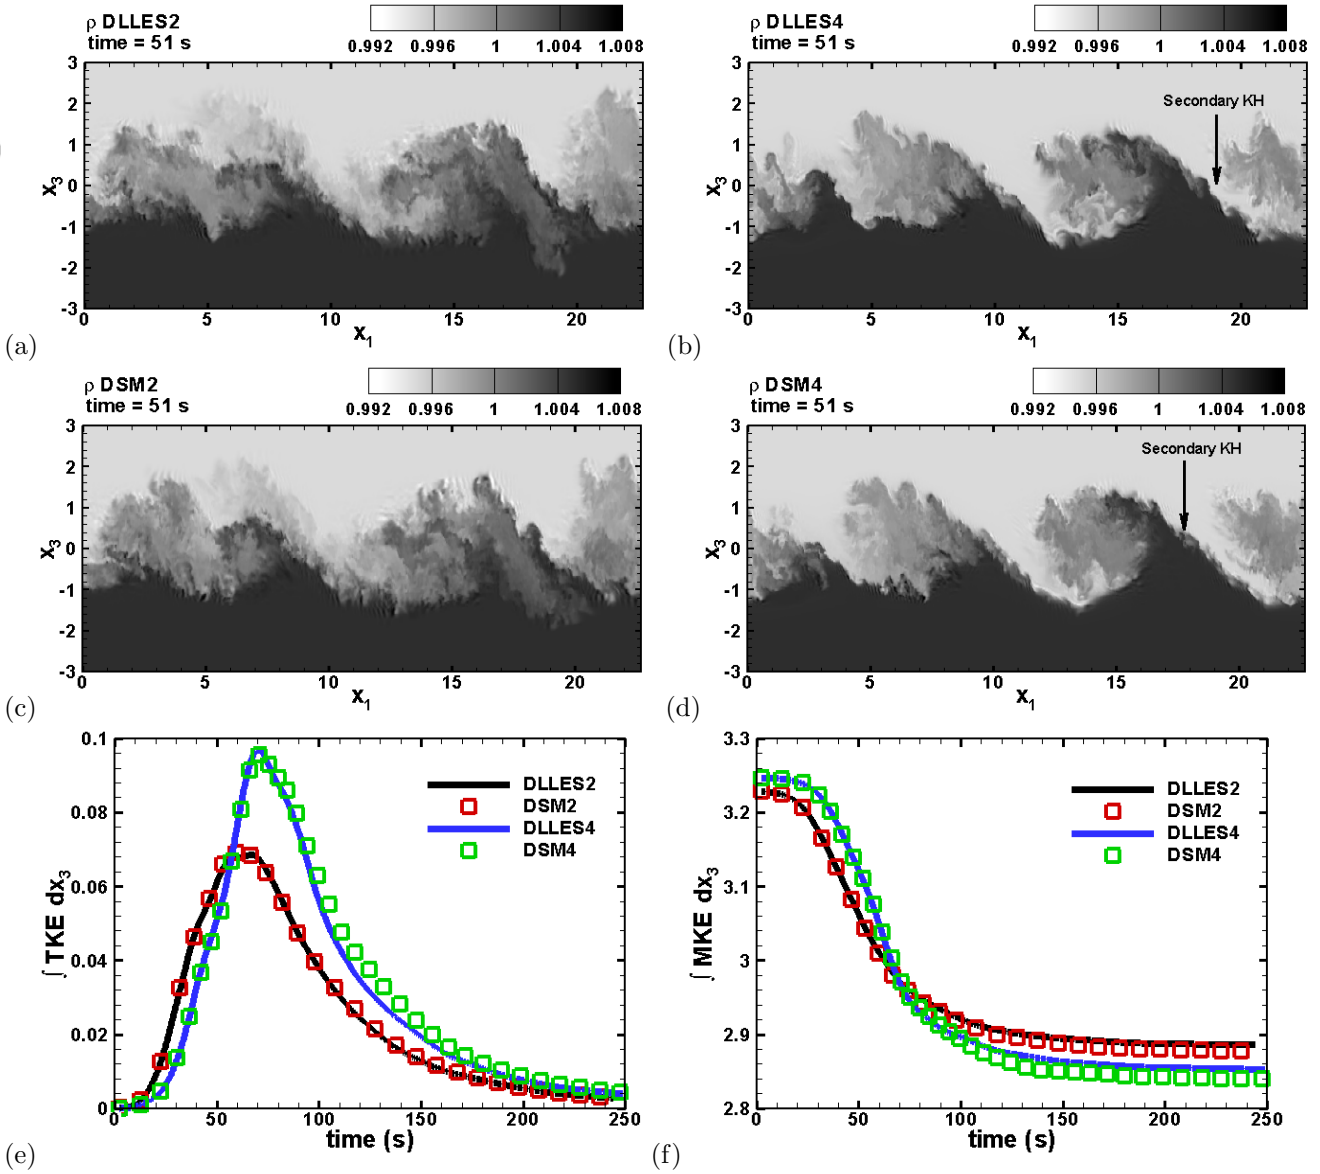 ρ DLLES2
time = 51 s
0.992 0.996 1 1.004 1.008
3
2
1
0
-1
-2
-3
x3
0 5 10 15 20
x1
(a)
ρ DLLES4
time = 51 s
0.992 0.996 1 1.004 1.008
Secondary KH
3
2
1
0
-1
-2
-3
x3
0 5 10 15 20
x1
(b)
ρ DSM2
time = 51 s
0.992 0.996 1 1.004 1.008
3
2
1
0
-1
-2
-3
x3
0 5 10 15 20
x1
(c)
ρ DSM4
time = 51 s
0.992 0.996 1 1.004 1.008
Secondary KH
3
2
1
0
-1
-2
-3
x3
0 5 10 15 20
x1
(d)
0.1
0.08
0.06
0.04
0.02
0
∫ TKE dx3
DLLES2
DSM2
DLLES4
DSM4
0 50 100 150 200 250
time (s)
(e)
3.3
3.2
3.1
3
2.9
2.8
∫ MKE dx3
DLLES2
DSM2
DLLES4
DSM4
0 50 100 150 200 250
time (s)
(f)